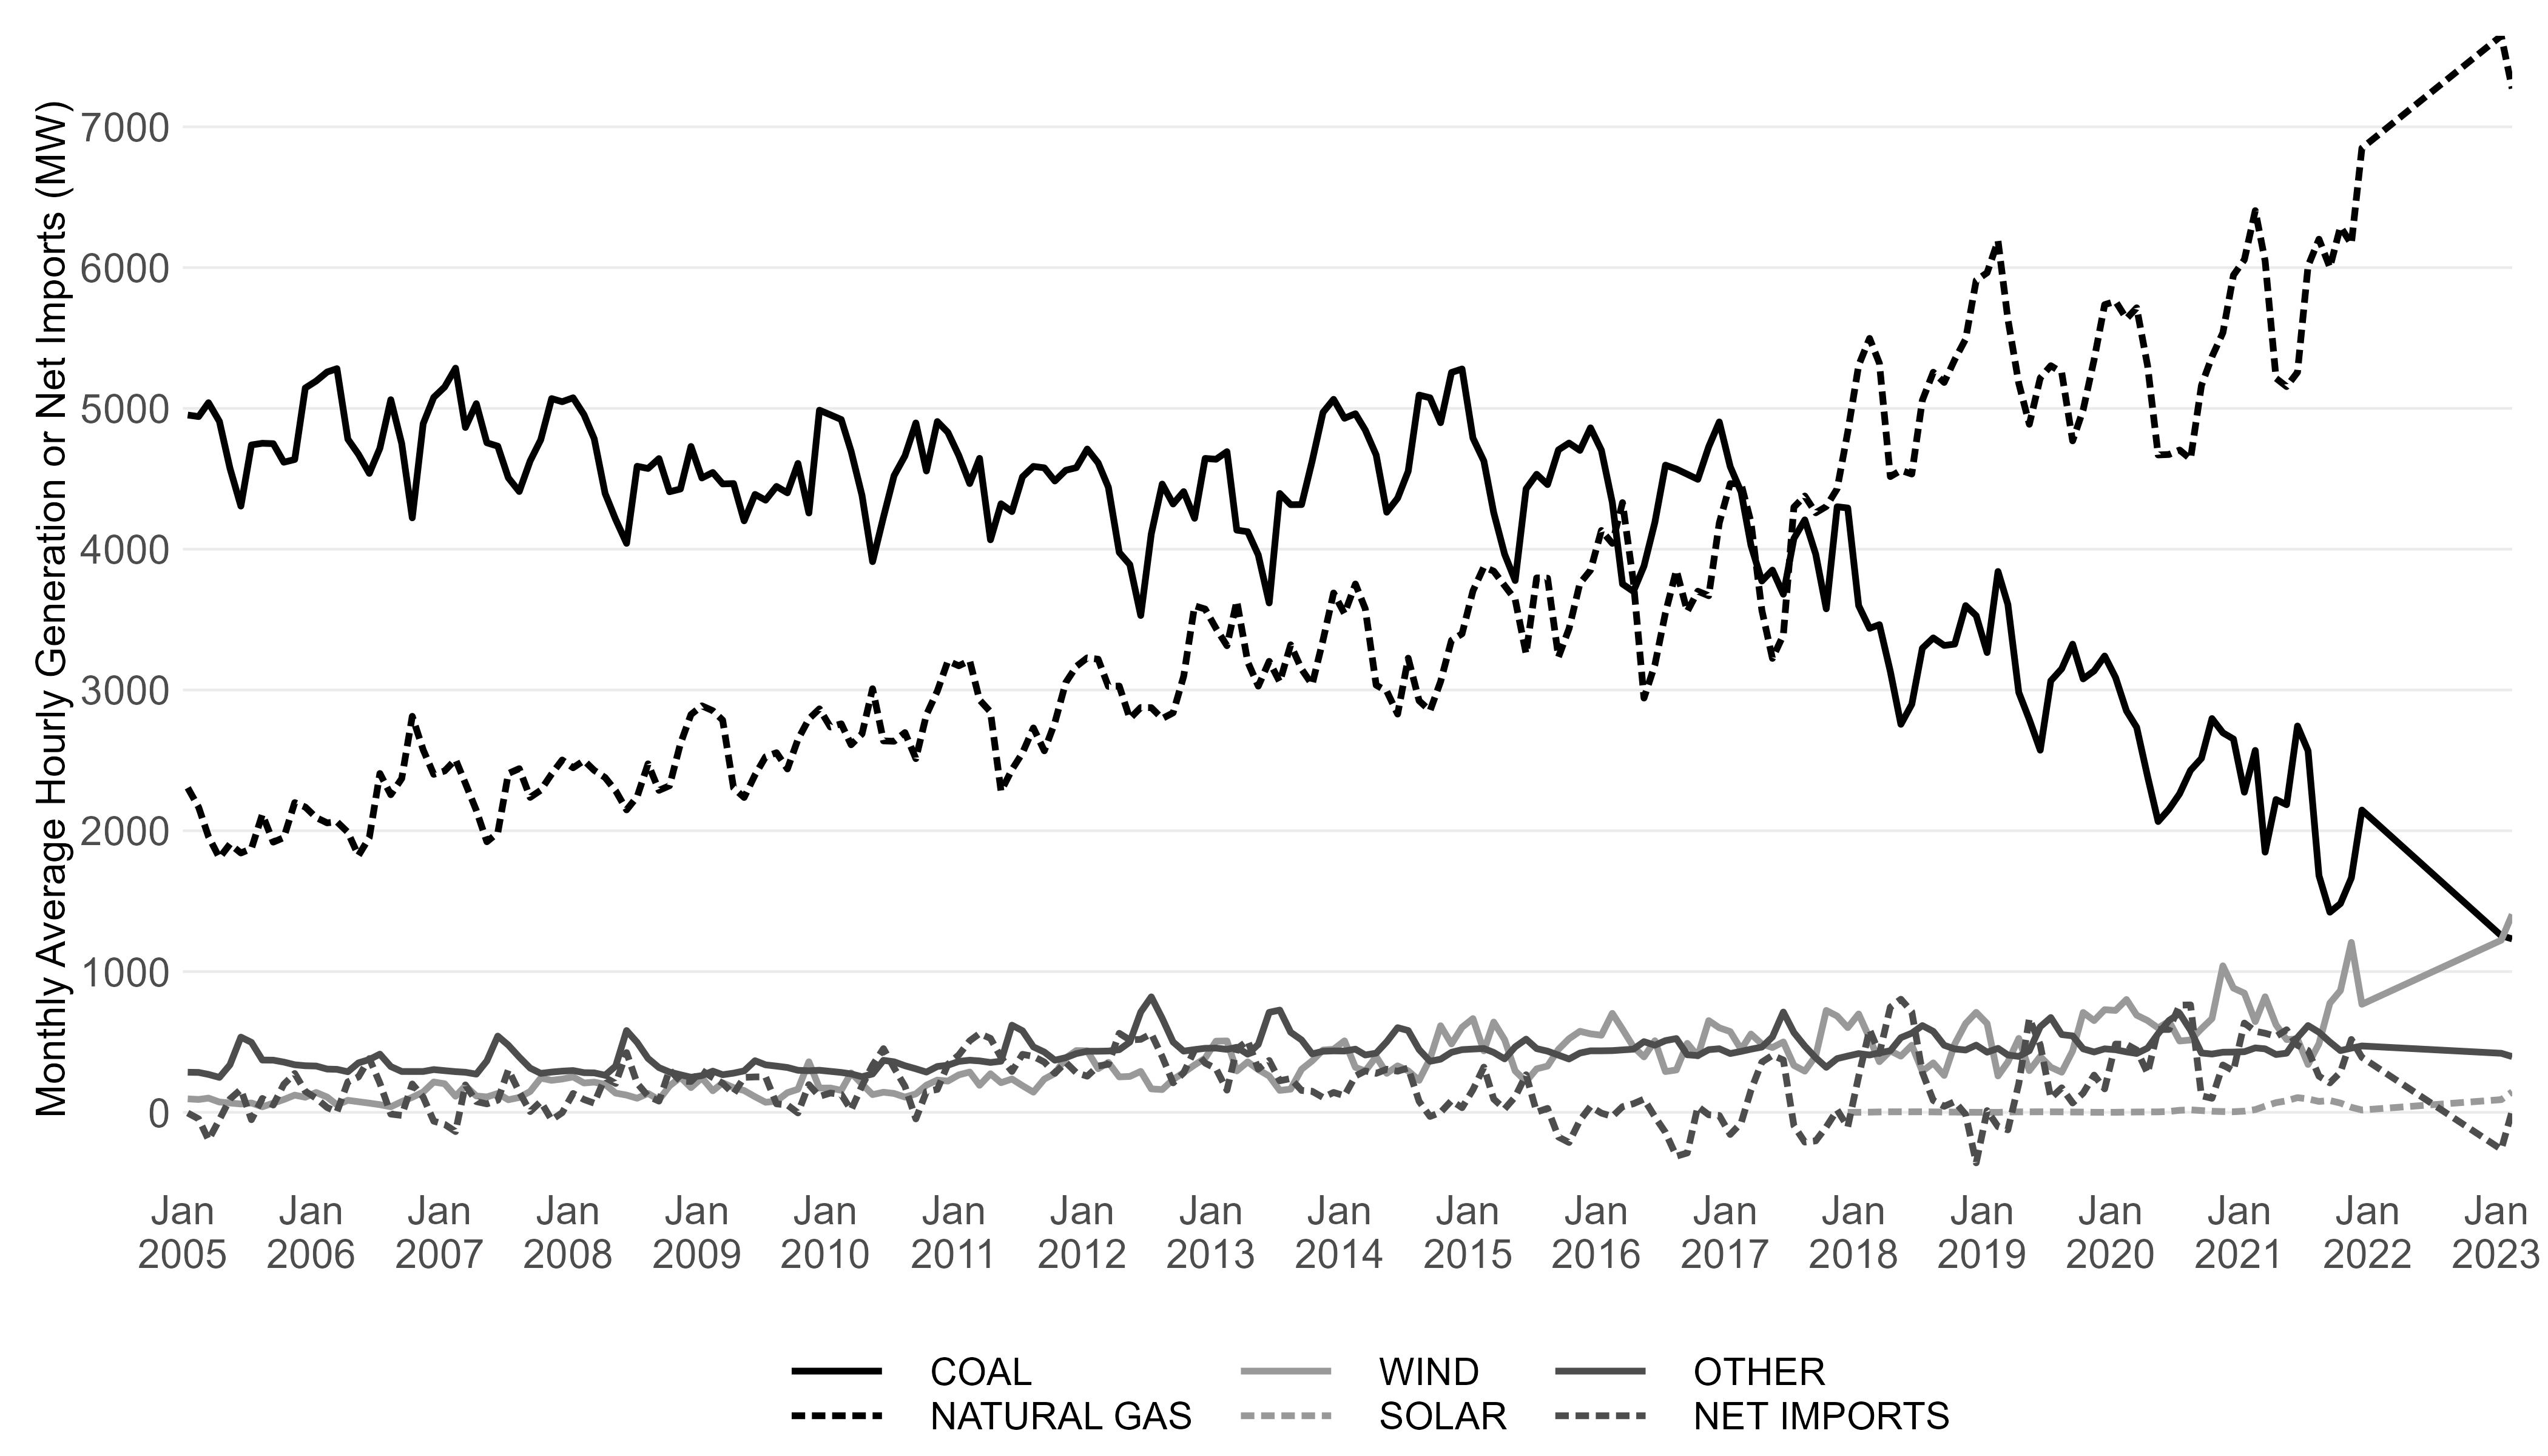 Monthly Average Hourly Generation or Net Imports (MW)
7000
6000
5000
4000
3000
2000
1000
0
Jan Jan Jan Jan Jan Jan Jan Jan Jan Jan Jan Jan Jan Jan Jan Jan Jan Jan Jan
2005 2006 2007 2008 2009 2010 2011 2012 2013 2014 2015 2016 2017 2018 2019 2020 2021 2022 2023
COAL WIND OTHER
NATURAL GAS SOLAR NET IMPORTS